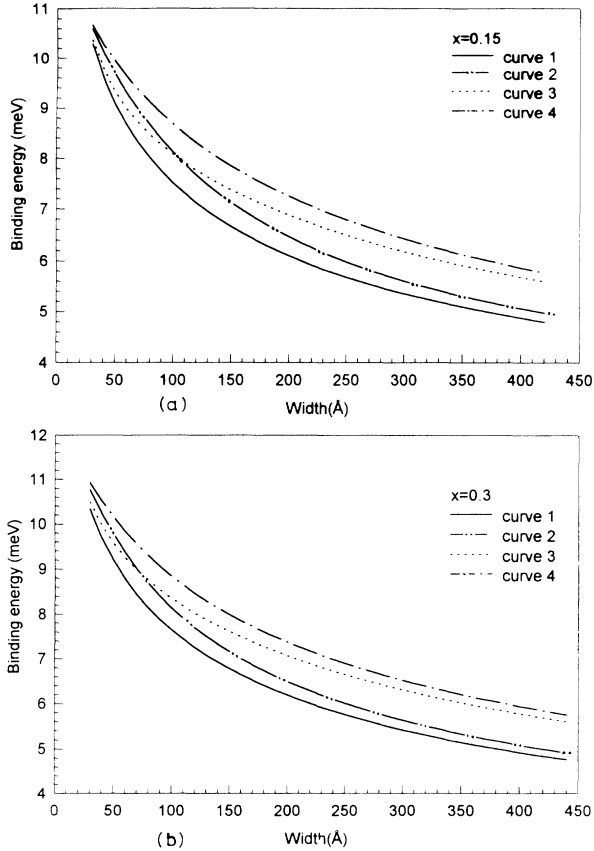 11
10
9
8
7
6
5
4
Binding energy (meV)
x=0.15
curve 1
curve 2
curve 3
curve 4
0 50 100 150 200 250 300 350 400 450
(a)
Width(Å)
12
11
10
9
8
7
6
5
4
Binding energy (meV)
x=0.3
curve 1
curve 2
curve 3
curve 4
0 50 100 150 200 250 300 350 400 450
(b)
Width(Å)